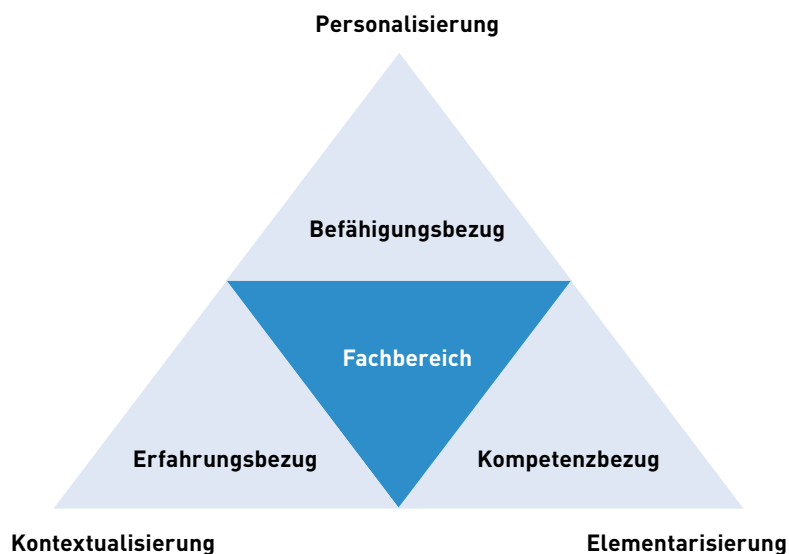 Personalisierung
Befähigungsbezug
Fachbereich
Erfahrungsbezug
Kompetenzbezug
Kontextualisierung
Elementarisierung